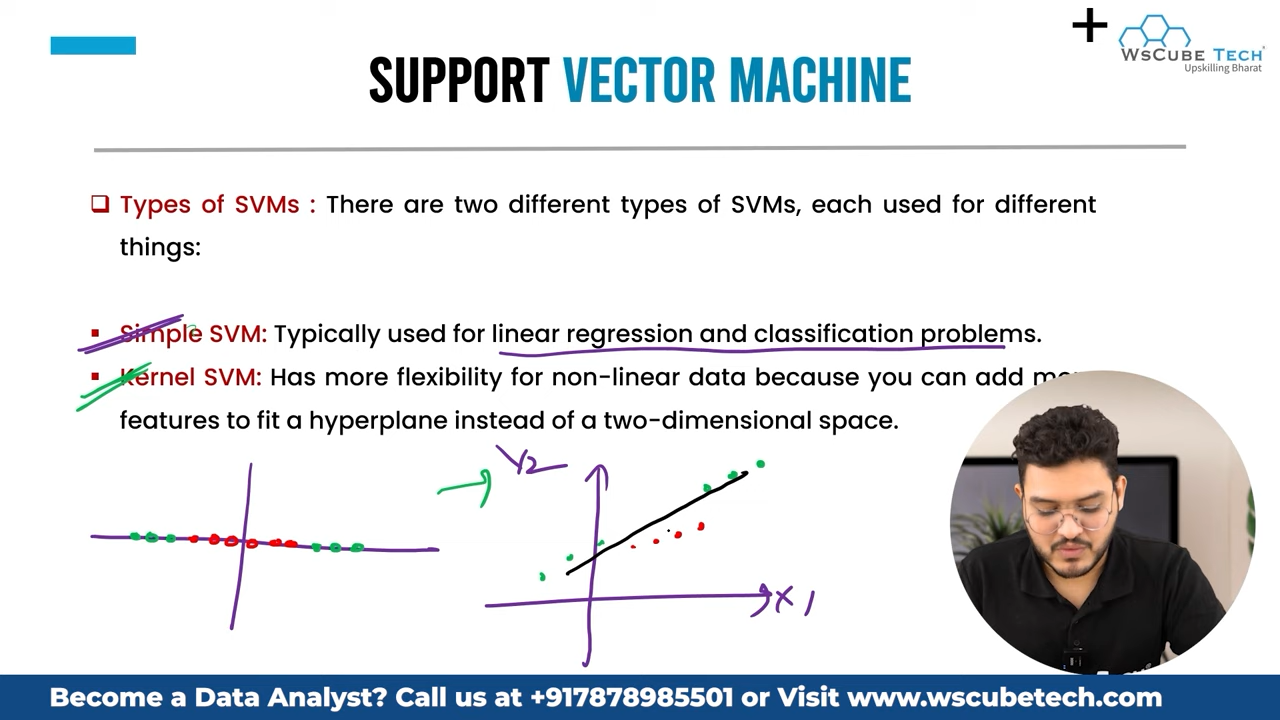 WsCube Tech
Upskilling Bharat
SUPPORT VECTOR MACHINE
Types of SVMs : There are two different types of SVMs, each used for different
things:
Simple SVM: Typically used for linear regression and classification problems.
Kernel SVM: Has more flexibility for non-linear data because you can add
features to fit a hyperplane instead of a two-dimensional space.
Y2
X1
Become a Data Analyst? Call us at +917878985501 or Visit www.wscubetech.com